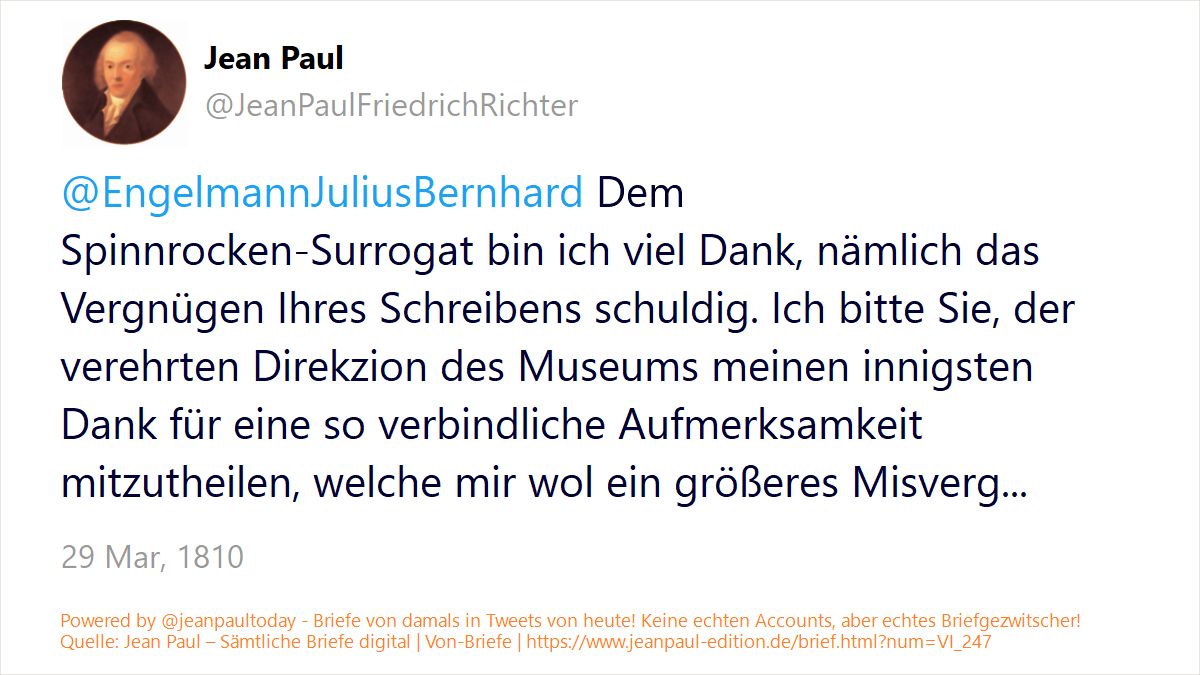 Jean Paul
@JeanPaulFriedrichRichter
@EngelmannJuliusBernhard Dem
Spinnrocken-Surrogat bin ich viel Dank, nämlich das
Vergnügen Ihres Schreibens schuldig. Ich bitte Sie, der
verehrten Direkzion des Museums meinen innigsten
Dank für eine so verbindliche Aufmerksamkeit
mitzutheilen, welche mir wol ein größeres Misverg...
29 Mar, 1810
Powered by @jeanpaultoday - Briefe von damals in Tweets von heute! Keine echten Accounts, aber echtes Briefgezwitscher!
Quelle: Jean Paul – Sämtliche Briefe digital | Von-Briefe | https://www.jeanpaul-edition.de/brief.html?num=VI_247